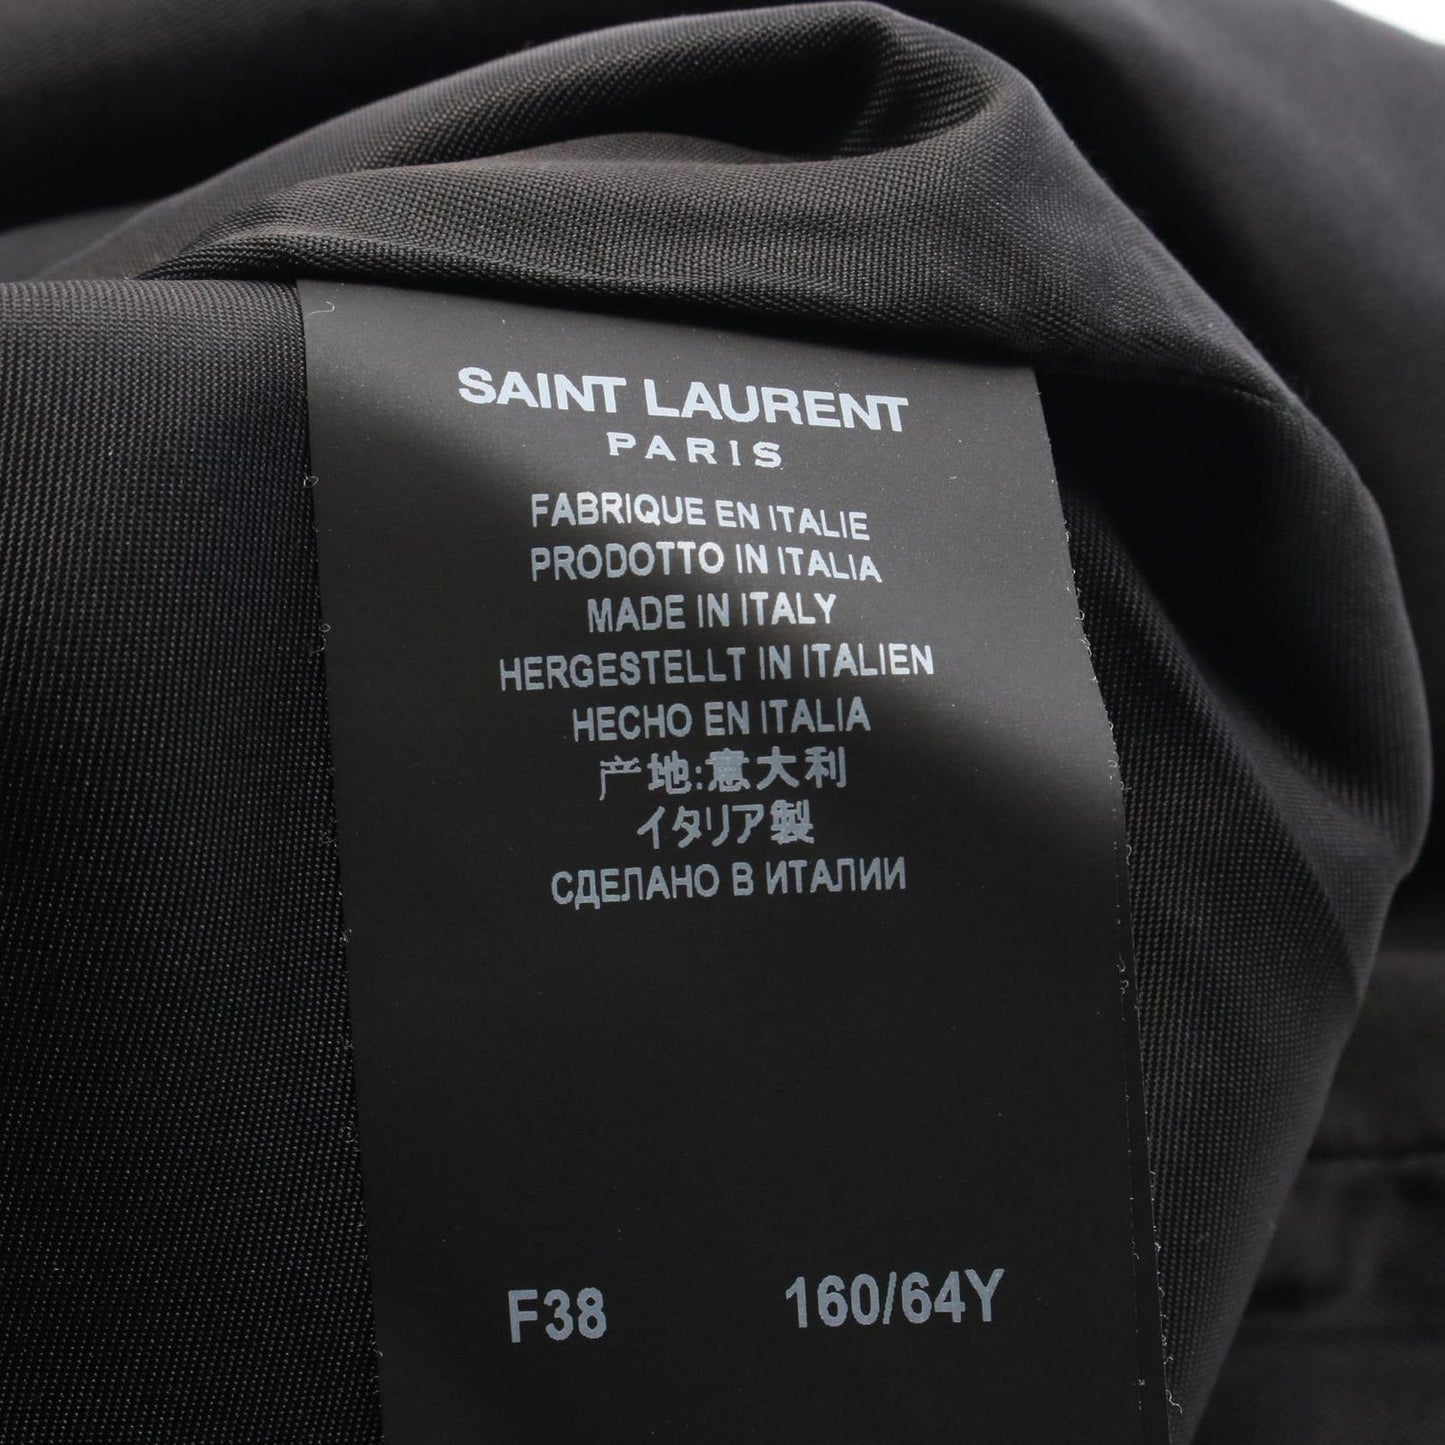 SAINT LAURENT
PARIS
FABRIQUE EN ITALIE
PRODOTTO IN ITALIA
MADE IN ITALY
HERGESTELLT IN ITALIEN
HECHO EN ITALIA
产地:意大利
イタリア製
СДЕЛАНО В ИТАЛИИ
F38 160/64Y